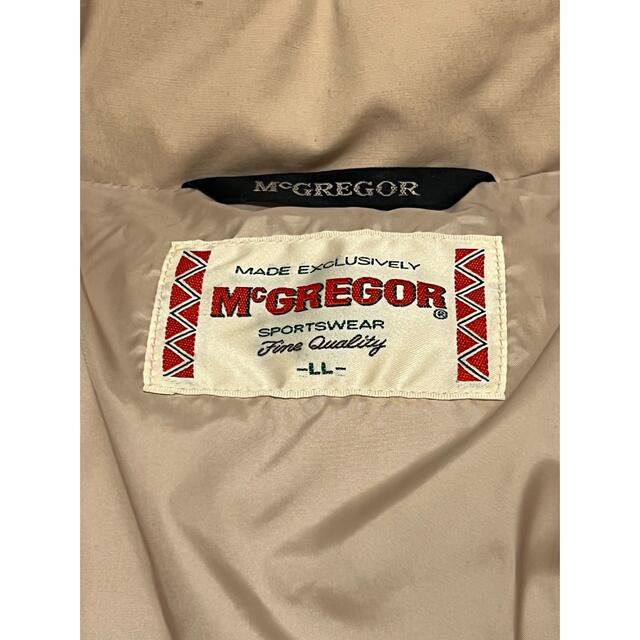 McGREGOR
MADE EXCLUSIVELY
McGREGOR®
SPORTSWEAR
Fine Quality
-LL-